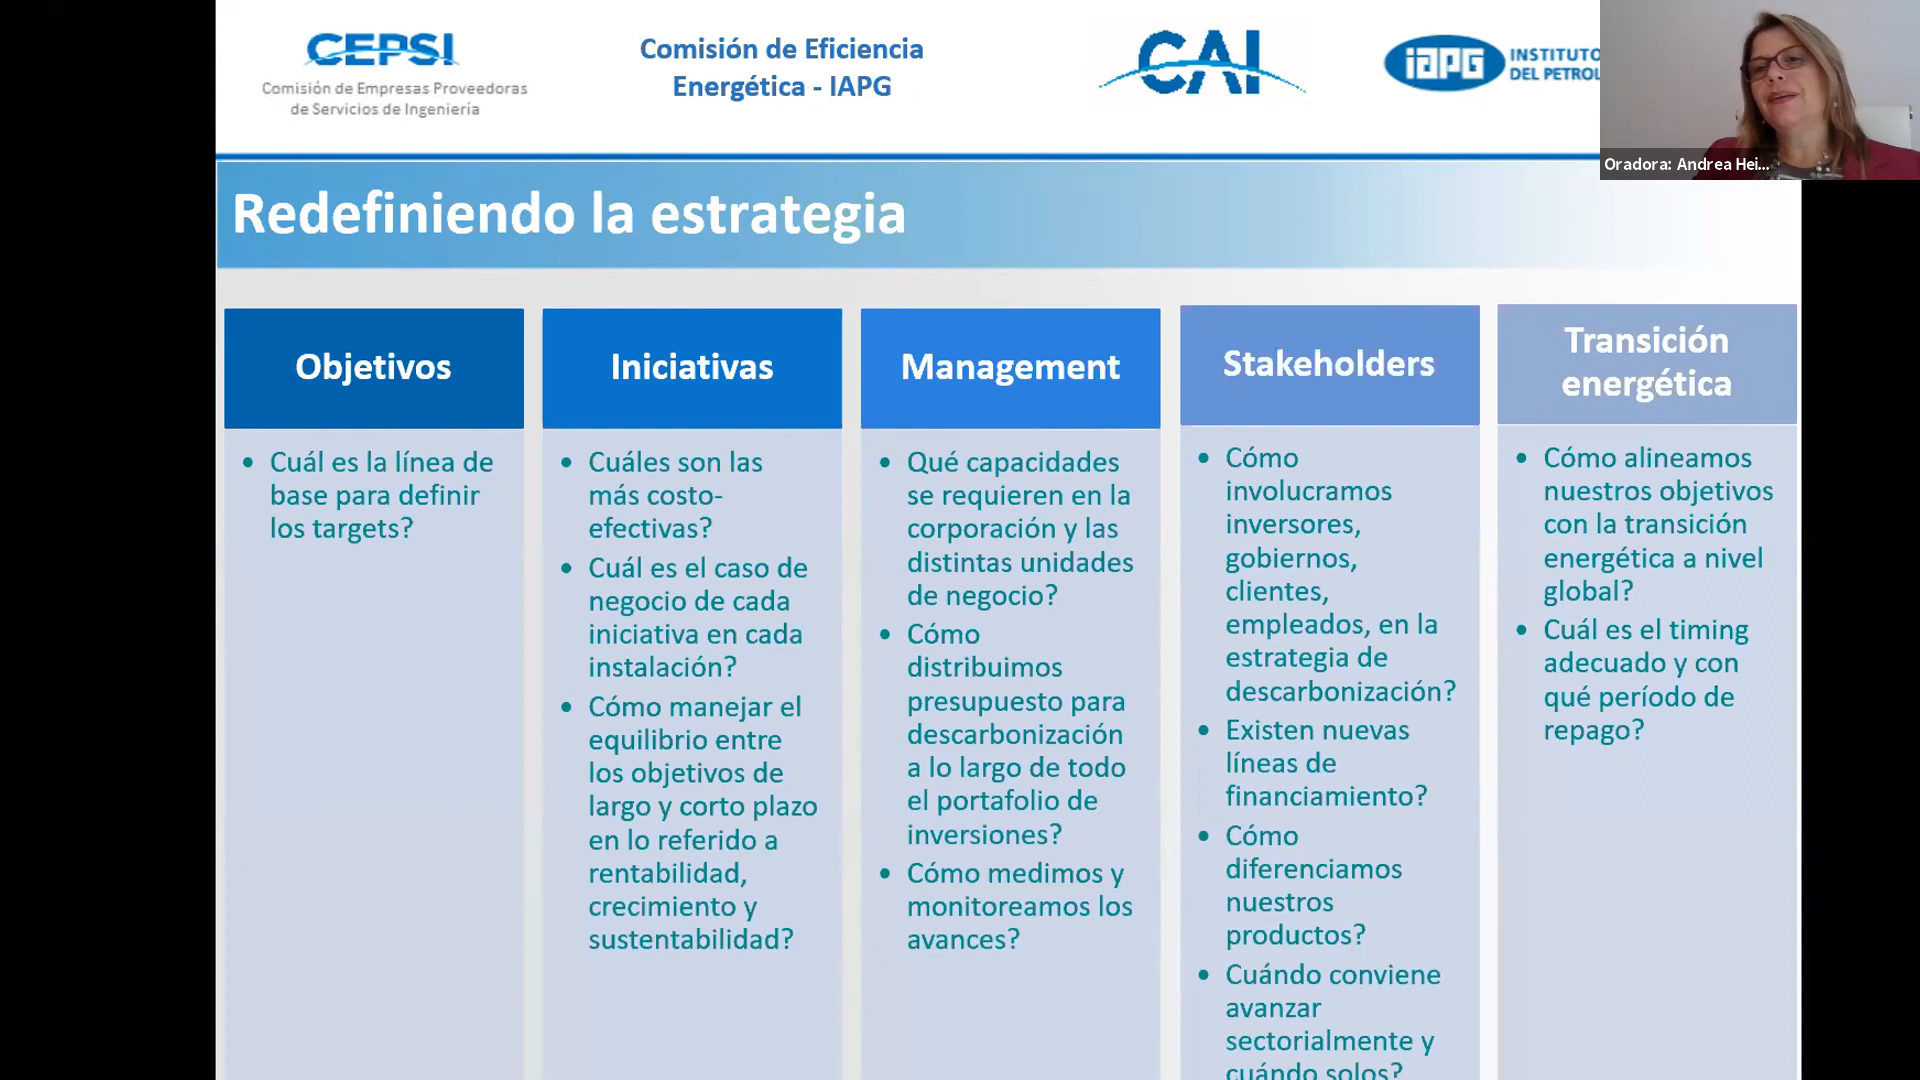 CEPSI
Comisión de Empresas Proveedoras
de Servicios de Ingeniería
Comisión de Eficiencia
Energética - IAPG
CAI
iAPG
INSTITUTO
DEL PETROL
Oradora: Andrea Hei...
Redefiniendo la estrategia
Objetivos
• Cuál es la línea de
base para definir
los targets?
Iniciativas
• Cuáles son las
más costo-
efectivas?
• Cuál es el caso de
negocio de cada
iniciativa en cada
instalación?
• Cómo manejar el
equilibrio entre
los objetivos de
largo y corto plazo
en lo referido a
rentabilidad,
crecimiento y
sustentabilidad?
Management
• Qué capacidades
se requieren en la
corporación y las
distintas unidades
de negocio?
• Cómo
distribuimos
presupuesto para
descarbonización
a lo largo de todo
el portafolio de
inversiones?
• Cómo medimos y
monitoreamos los
avances?
Stakeholders
• Cómo
involucramos
inversores,
gobiernos,
clientes,
empleados, en la
estrategia de
descarbonización?
• Existen nuevas
líneas de
financiamiento?
• Cómo
diferenciamos
nuestros
productos?
• Cuándo conviene
avanzar
sectorialmente y
cuándo solos?
Transición
energética
• Cómo alineamos
nuestros objetivos
con la transición
energética a nivel
global?
• Cuál es el timing
adecuado y con
qué período de
repago?